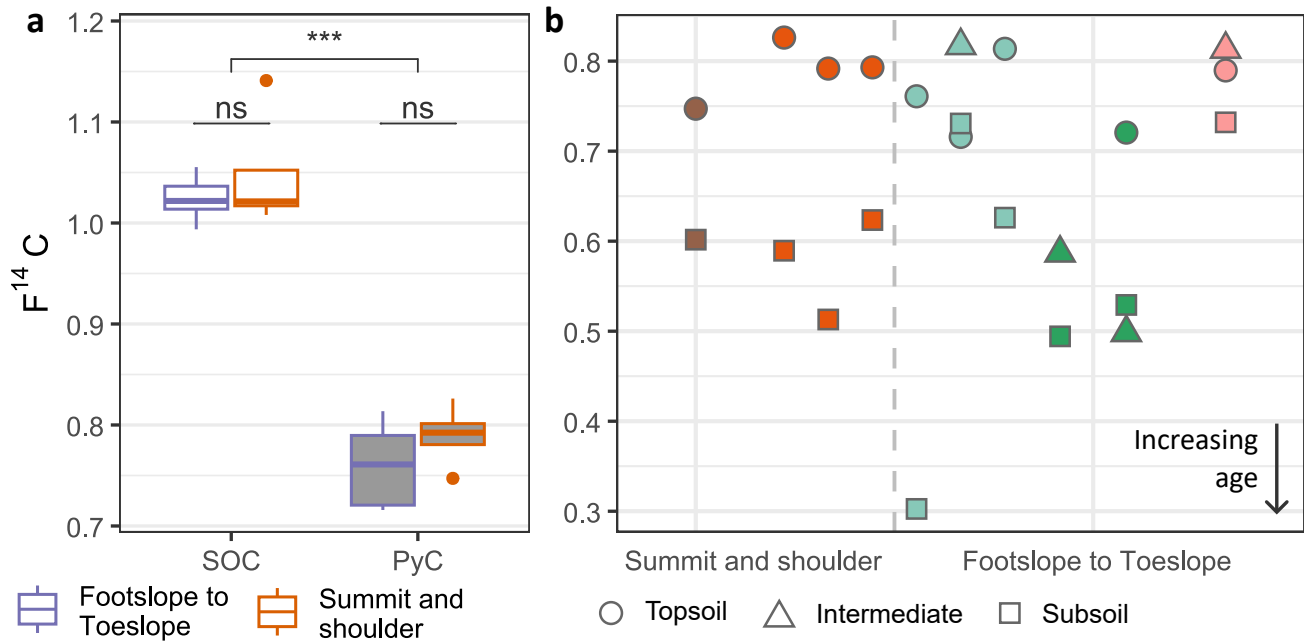 a
1.2
1.1
1.0
0.9
0.8
0.7
F14 C
***
ns
ns
SOC
PyC
Footslope to
Toeslope
Summit and
shoulder
b
0.8
0.7
0.6
0.5
0.4
0.3
Increasing
age
Summit and shoulder
Footslope to Toeslope
Topsoil
Intermediate
Subsoil